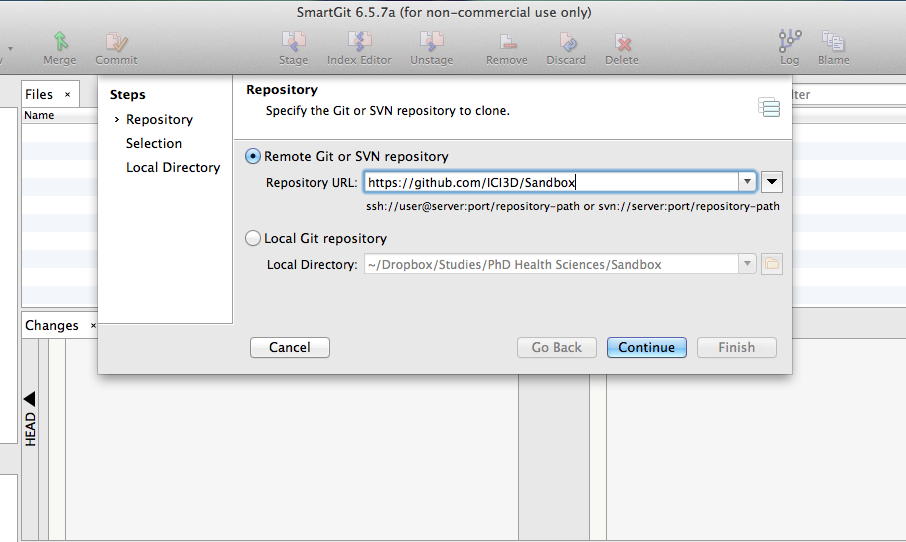 SmartGit 6.5.7a (for non-commercial use only)
Merge Commit Stage Index Editor Unstage Remove Discard Delete Log Blame
Files ×
Name
Steps
› Repository
Selection
Local Directory
Repository
Specify the Git or SVN repository to clone.
Remote Git or SVN repository
Repository URL: https://github.com/ICI3D/Sandbox
ssh://user@server:port/repository-path or svn://server:port/repository-path
Local Git repository
Local Directory: ~/Dropbox/Studies/PhD Health Sciences/Sandbox
Cancel Go Back Continue Finish
Changes ×
HEAD